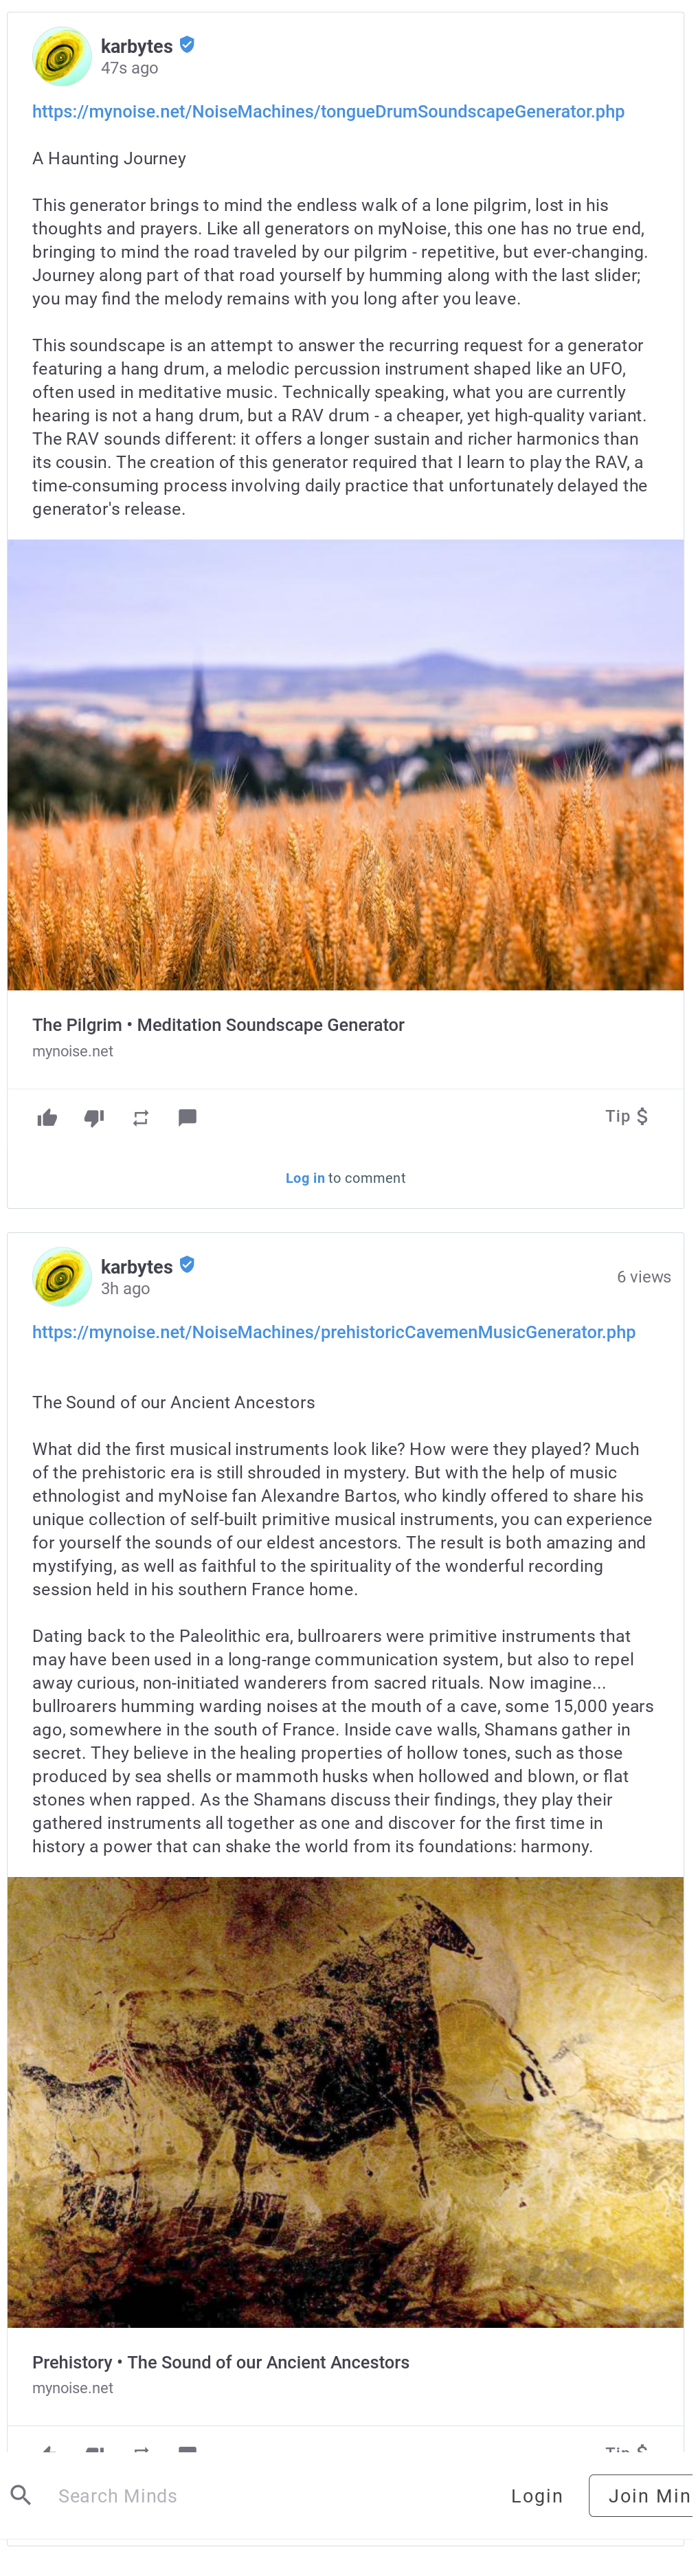 karbytes
47s ago
https://mynoise.net/NoiseMachines/tongueDrumSoundscapeGenerator.php
A Haunting Journey
This generator brings to mind the endless walk of a lone pilgrim, lost in his
thoughts and prayers. Like all generators on myNoise, this one has no true end,
bringing to mind the road traveled by our pilgrim - repetitive, but ever-changing.
Journey along part of that road yourself by humming along with the last slider;
you may find the melody remains with you long after you leave.
This soundscape is an attempt to answer the recurring request for a generator
featuring a hang drum, a melodic percussion instrument shaped like an UFO,
often used in meditative music. Technically speaking, what you are currently
hearing is not a hang drum, but a RAV drum - a cheaper, yet high-quality variant.
The RAV sounds different: it offers a longer sustain and richer harmonics than
its cousin. The creation of this generator required that I learn to play the RAV, a
time-consuming process involving daily practice that unfortunately delayed the
generator's release.
The Pilgrim • Meditation Soundscape Generator
mynoise.net
Tip $
Log in to comment
karbytes
3h ago
6 views
https://mynoise.net/NoiseMachines/prehistoricCavemenMusicGenerator.php
The Sound of our Ancient Ancestors
What did the first musical instruments look like? How were they played? Much
of the prehistoric era is still shrouded in mystery. But with the help of music
ethnologist and myNoise fan Alexandre Bartos, who kindly offered to share his
unique collection of self-built primitive musical instruments, you can experience
for yourself the sounds of our eldest ancestors. The result is both amazing and
mystifying, as well as faithful to the spirituality of the wonderful recording
session held in his southern France home.
Dating back to the Paleolithic era, bullroarers were primitive instruments that
may have been used in a long-range communication system, but also to repel
away curious, non-initiated wanderers from sacred rituals. Now imagine...
bullroarers humming warding noises at the mouth of a cave, some 15,000 years
ago, somewhere in the south of France. Inside cave walls, Shamans gather in
secret. They believe in the healing properties of hollow tones, such as those
produced by sea shells or mammoth husks when hollowed and blown, or flat
stones when rapped. As the Shamans discuss their findings, they play their
gathered instruments all together as one and discover for the first time in
history a power that can shake the world from its foundations: harmony.
Prehistory • The Sound of our Ancient Ancestors
mynoise.net
Tip $
Search Minds
Login
Join Min